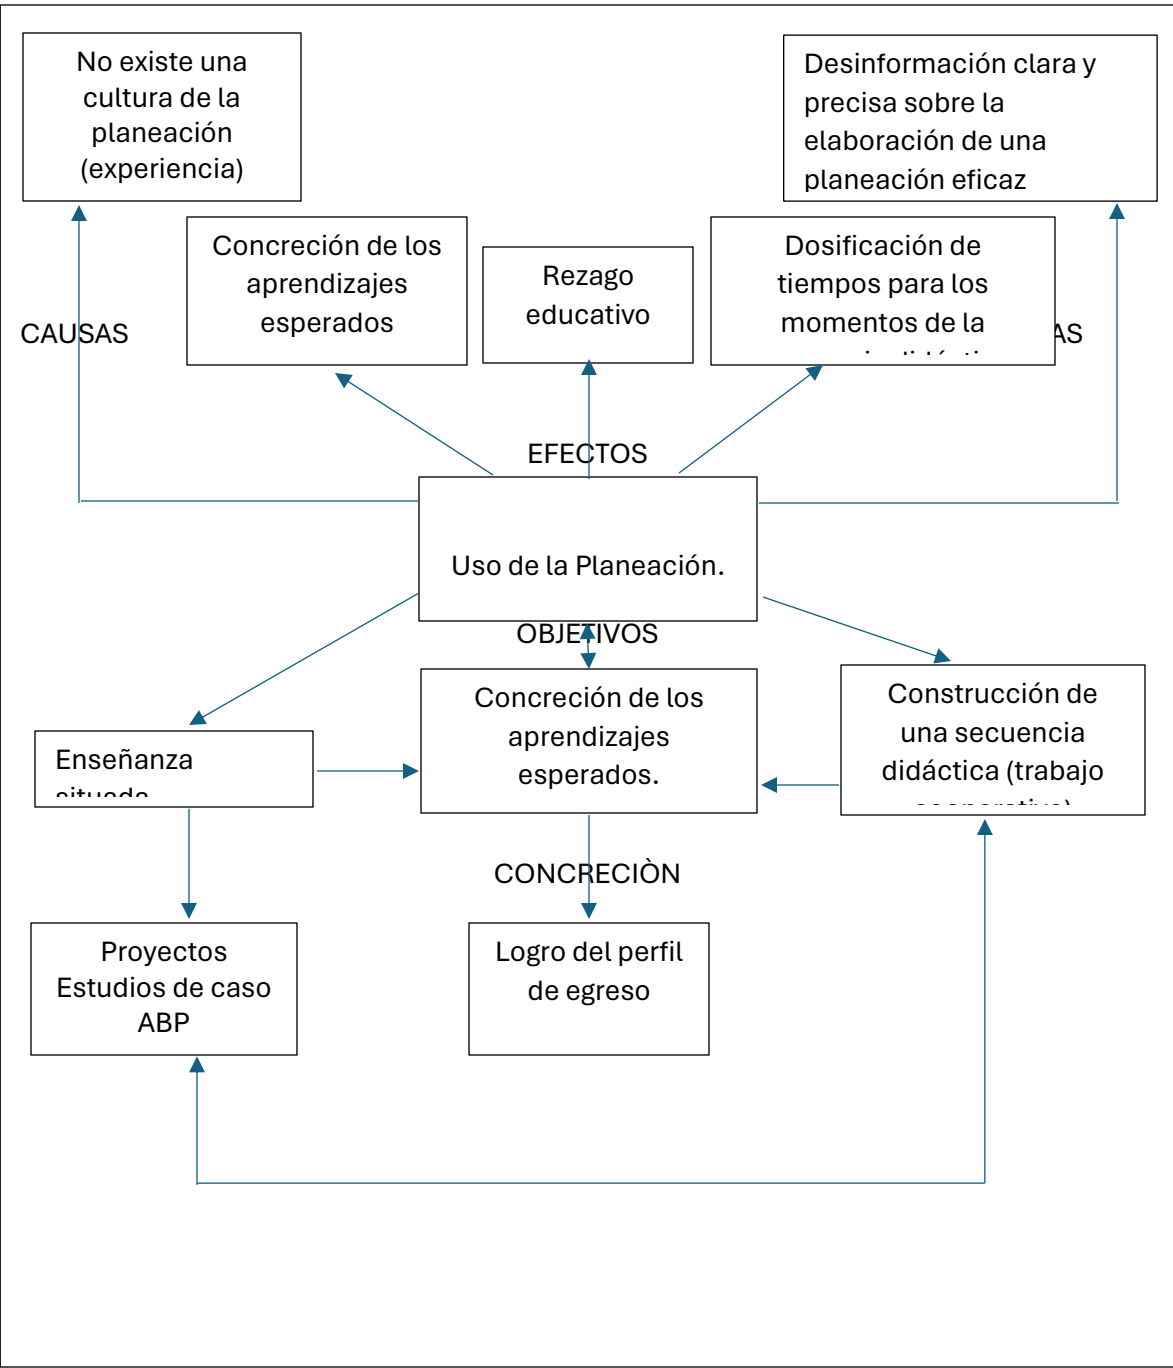 No existe una
cultura de la
planeación
(experiencia)
Desinformación clara y
precisa sobre la
elaboración de una
planeación eficaz
Concreción de los
aprendizajes
esperados
Rezago
educativo
Dosificación de
tiempos para los
momentos de la
CAUSAS
AS
EFECTOS
Uso de la Planeación.
OBJETIVOS
Concreción de los
aprendizajes
esperados.
Construcción de
una secuencia
didáctica (trabajo
cooperativo)
Enseñanza
situada
CONCRECIÒN
Proyectos
Estudios de caso
ABP
Logro del perfil
de egreso